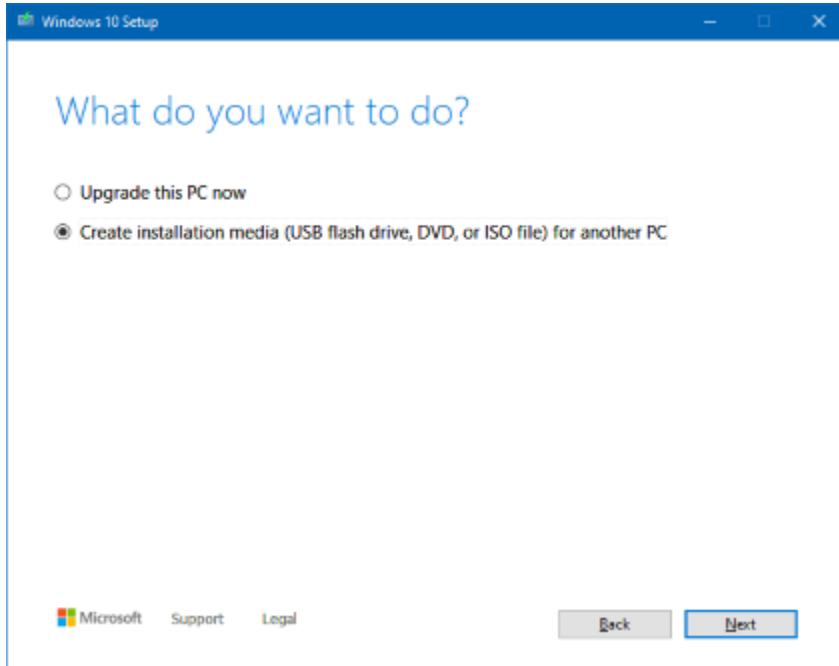 Windows 10 Setup
What do you want to do?
Upgrade this PC now
Create installation media (USB flash drive, DVD, or ISO file) for another PC
Microsoft Support Legal Back Next